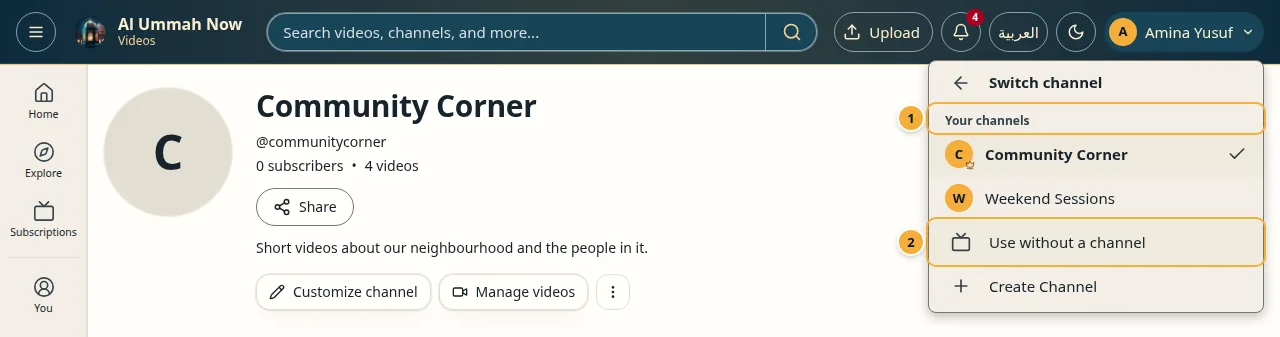 Al Ummah Now
Videos
Search videos, channels, and more...
Upload
4
العربية
A
Amina Yusuf
Home
Explore
Subscriptions
You
C
Community Corner
@communitycorner
0 subscribers • 4 videos
Share
Short videos about our neighbourhood and the people in it.
Customize channel
Manage videos
Switch channel
1
Your channels
C
Community Corner
W
Weekend Sessions
2
Use without a channel
Create Channel